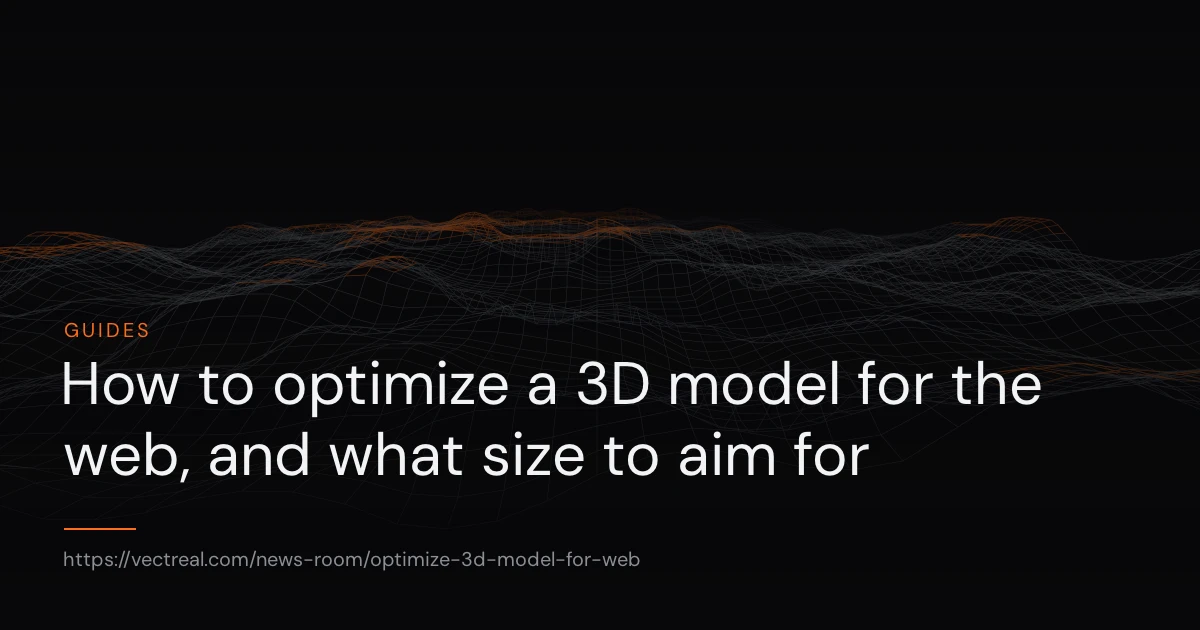 GUIDES
How to optimize a 3D model for the
web, and what size to aim for
https://vectreal.com/news-room/optimize-3d-model-for-web